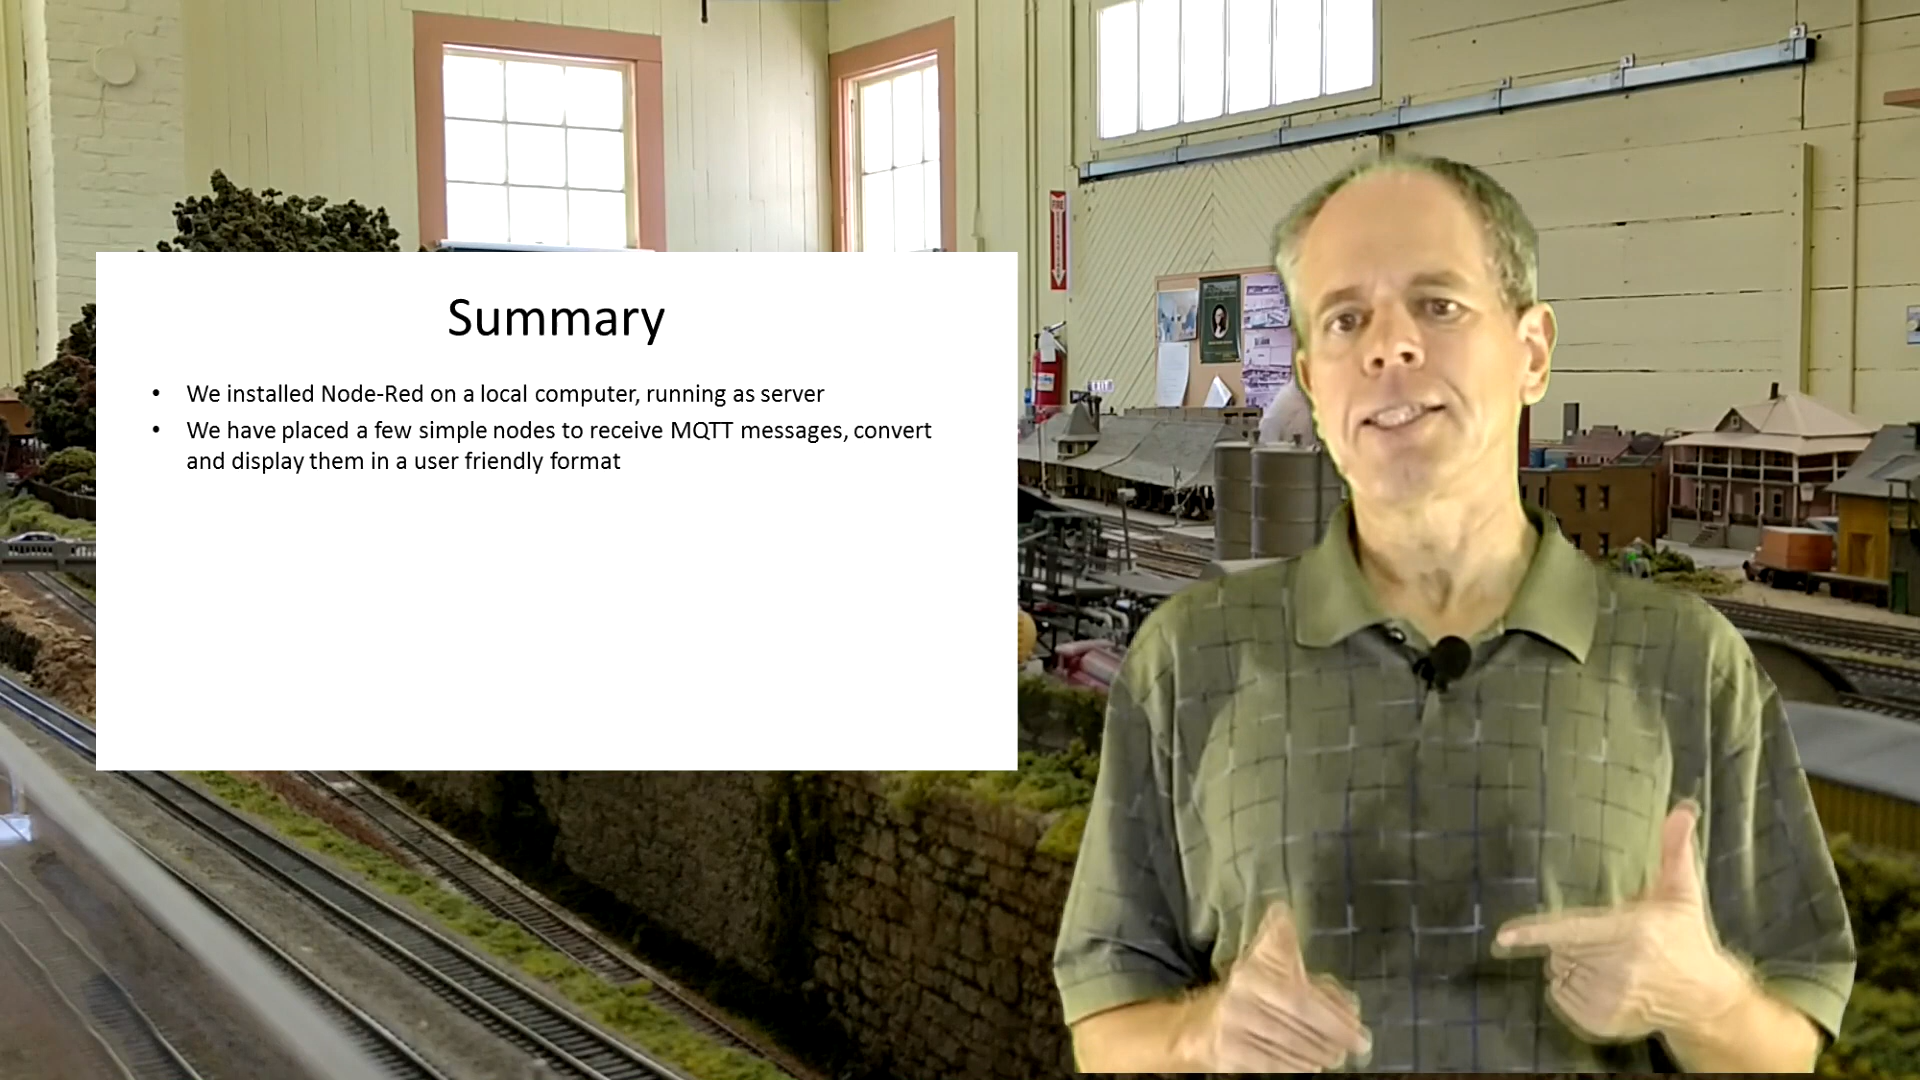 FIRE
Summary
• We installed Node-Red on a local computer, running as server
• We have placed a few simple nodes to receive MQTT messages, convert
and display them in a user friendly format